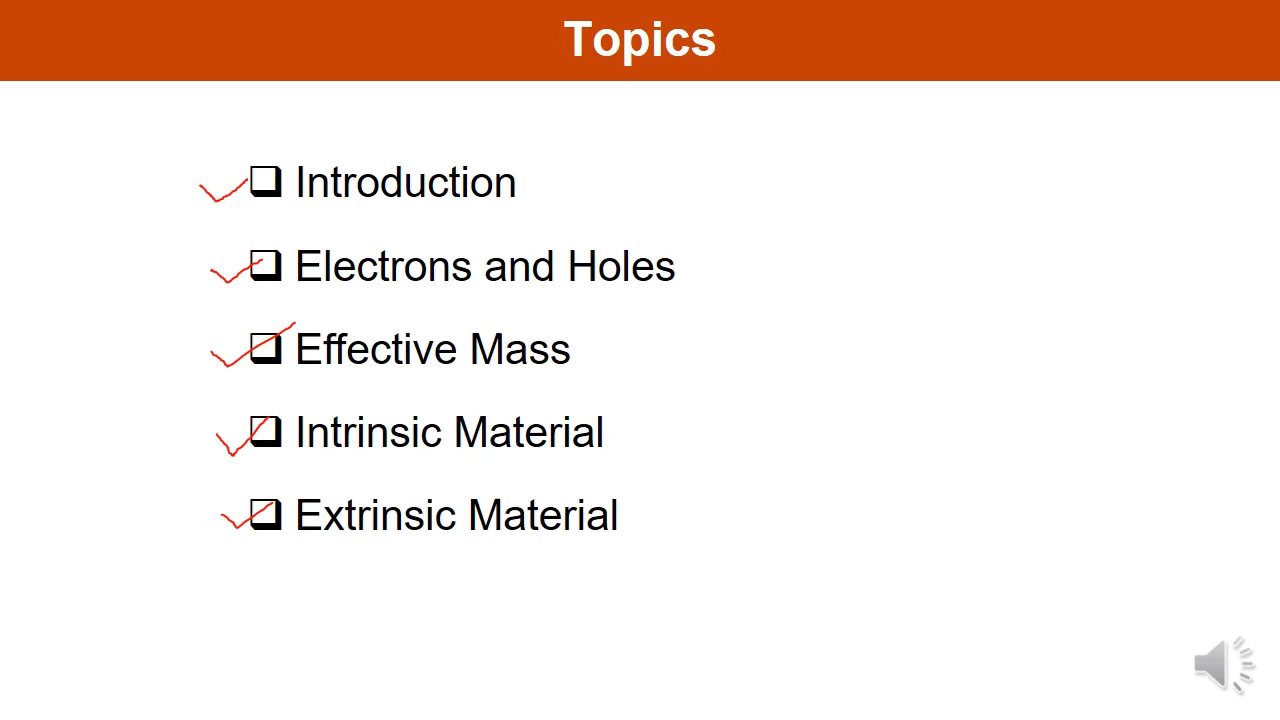 Topics
Introduction
Electrons and Holes
Effective Mass
Intrinsic Material
Extrinsic Material